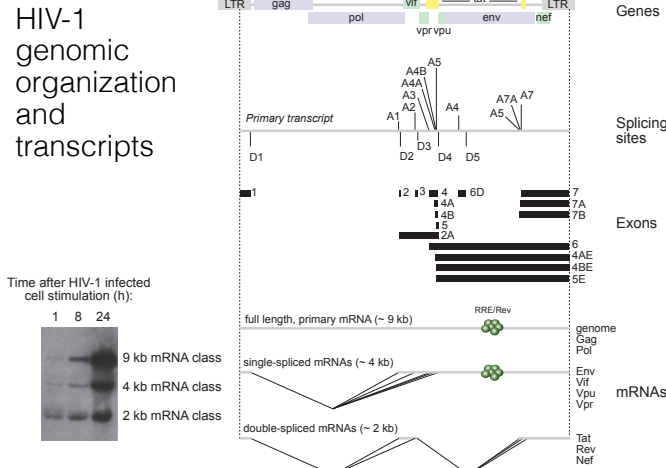 HIV-1
genomic
organization
and
transcripts
LTR gag vif tat LTR
pol env nef
vpr vpu
Genes
A5
A4B
A4A
A3 A7A A7
A2 A4
A1 A5
Primary transcript
D1 D2 D3 D4 D5
Splicing
sites
1 2 3 4 6D 7
4A 7A
4B 7B
5
2A
6
4AE
4BE
5E
Exons
Time after HIV-1 infected
cell stimulation (h):
1 8 24
9 kb mRNA class
4 kb mRNA class
2 kb mRNA class
RRE/Rev
full length, primary mRNA (~ 9 kb)
genome
Gag
Pol
single-spliced mRNAs (~ 4 kb)
Env
Vif
Vpu
Vpr
mRNAs
double-spliced mRNAs (~ 2 kb)
Tat
Rev
Nef